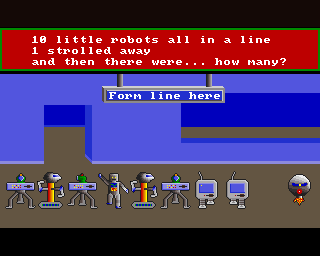 10 little robots all in a line
1 strolled away
and then there were... how many?
Form line here